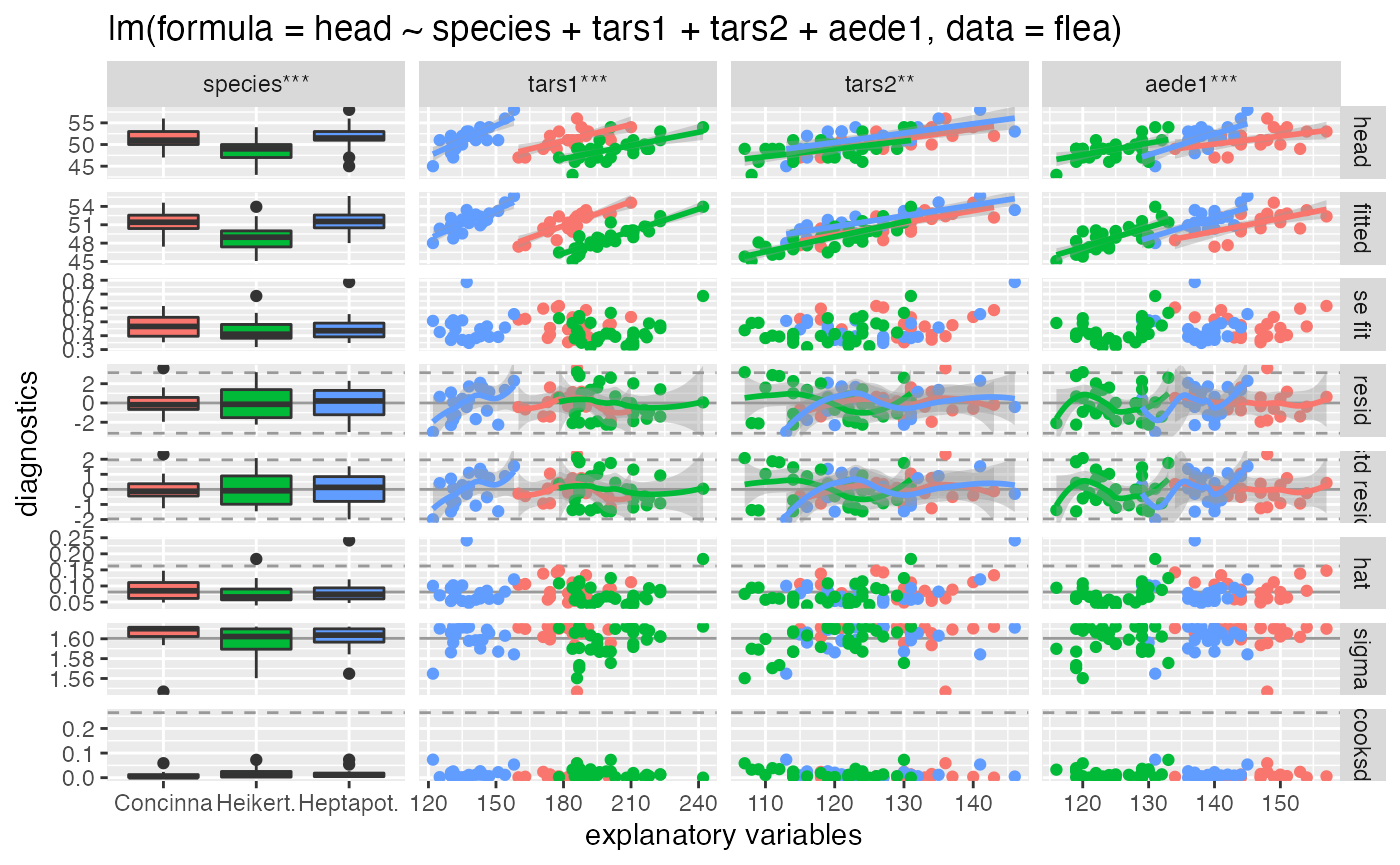 lm(formula = head ~ species + tars1 + tars2 + aede1, data = flea)
species*** tars1*** tars2** aede1***
55
50
45
head
54
51
48
45
fitted
0.8
0.7
0.6
0.5
0.4
0.3
se fit
2
0
-2
resid
2
1
0
-1
-2
td resid
0.25
0.20
0.15
0.10
0.05
hat
1.60
1.58
1.56
sigma
0.2
0.1
0.0
cooksd
diagnostics
Concinna Heikert. Heptapot. 120 150 180 210 240 110 120 130 140 120 130 140 150
explanatory variables